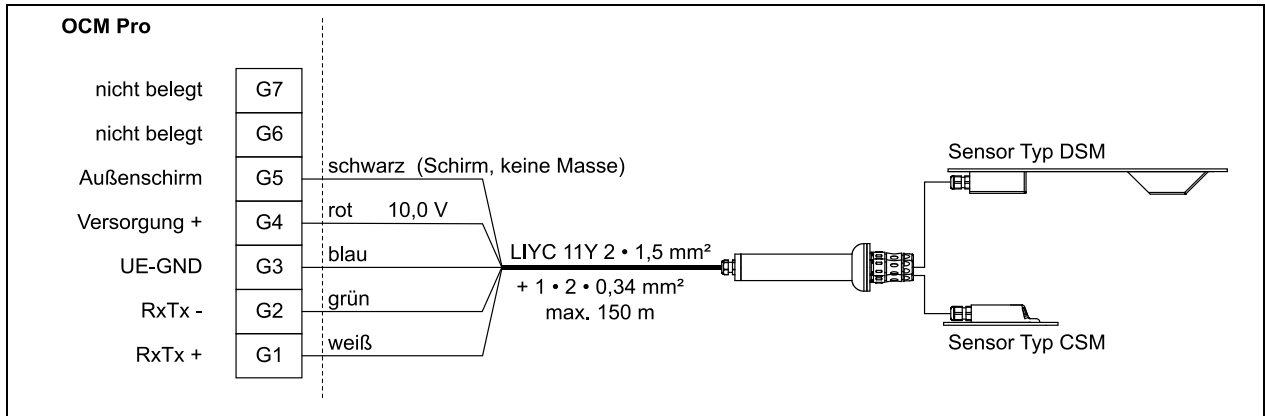 OCM Pro
nicht belegt G7
nicht belegt G6
Außenschirm G5 schwarz (Schirm, keine Masse)
Versorgung + G4 rot 10,0 V
UE-GND G3 blau
RxTx - G2 grün
RxTx + G1 weiß
LIYC 11Y 2 • 1,5 mm²
+ 1 • 2 • 0,34 mm²
max. 150 m
Sensor Typ DSM
Sensor Typ CSM